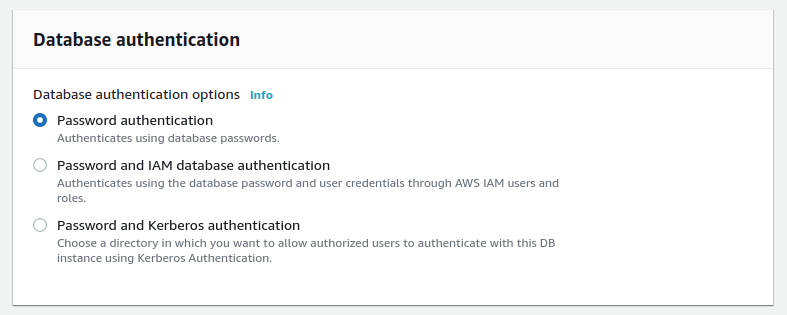 Database authentication
Database authentication options Info
Password authentication
Authenticates using database passwords.
Password and IAM database authentication
Authenticates using the database password and user credentials through AWS IAM users and
roles.
Password and Kerberos authentication
Choose a directory in which you want to allow authorized users to authenticate with this DB
instance using Kerberos Authentication.